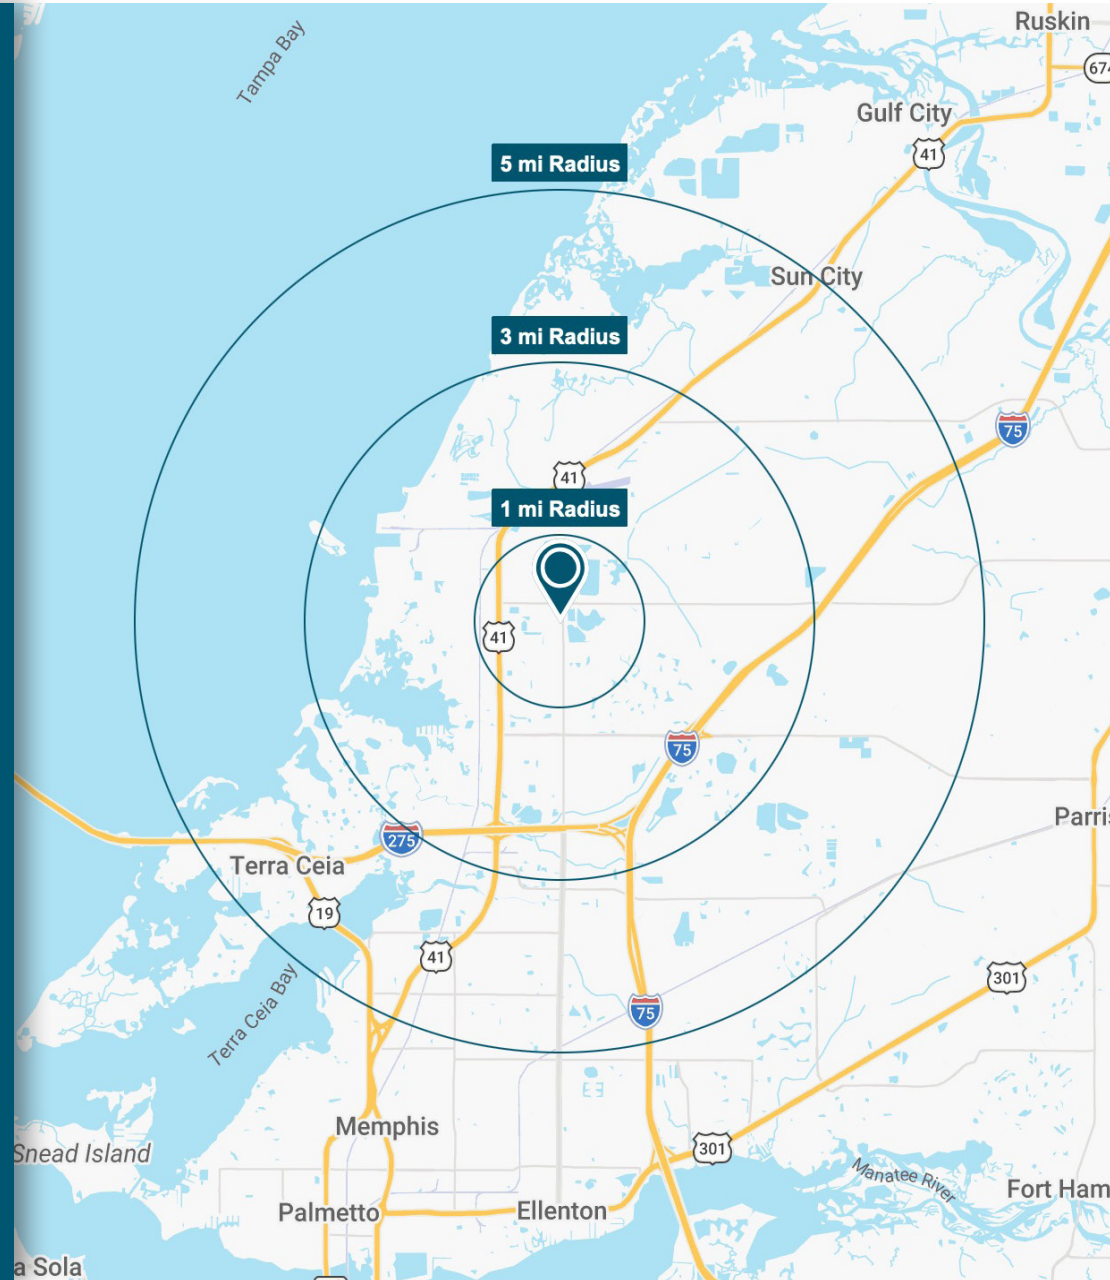 Ruskin
Tampa Bay
674
Gulf City
41
5 mi Radius
Sun City
3 mi Radius
75
41
1 mi Radius
41
75
Parris
275
Terra Ceia
19
41
301
Terra Ceia Bay
75
Memphis
301
Snead Island
Manatee River
Fort Ham
Palmetto
Ellenton
a Sola